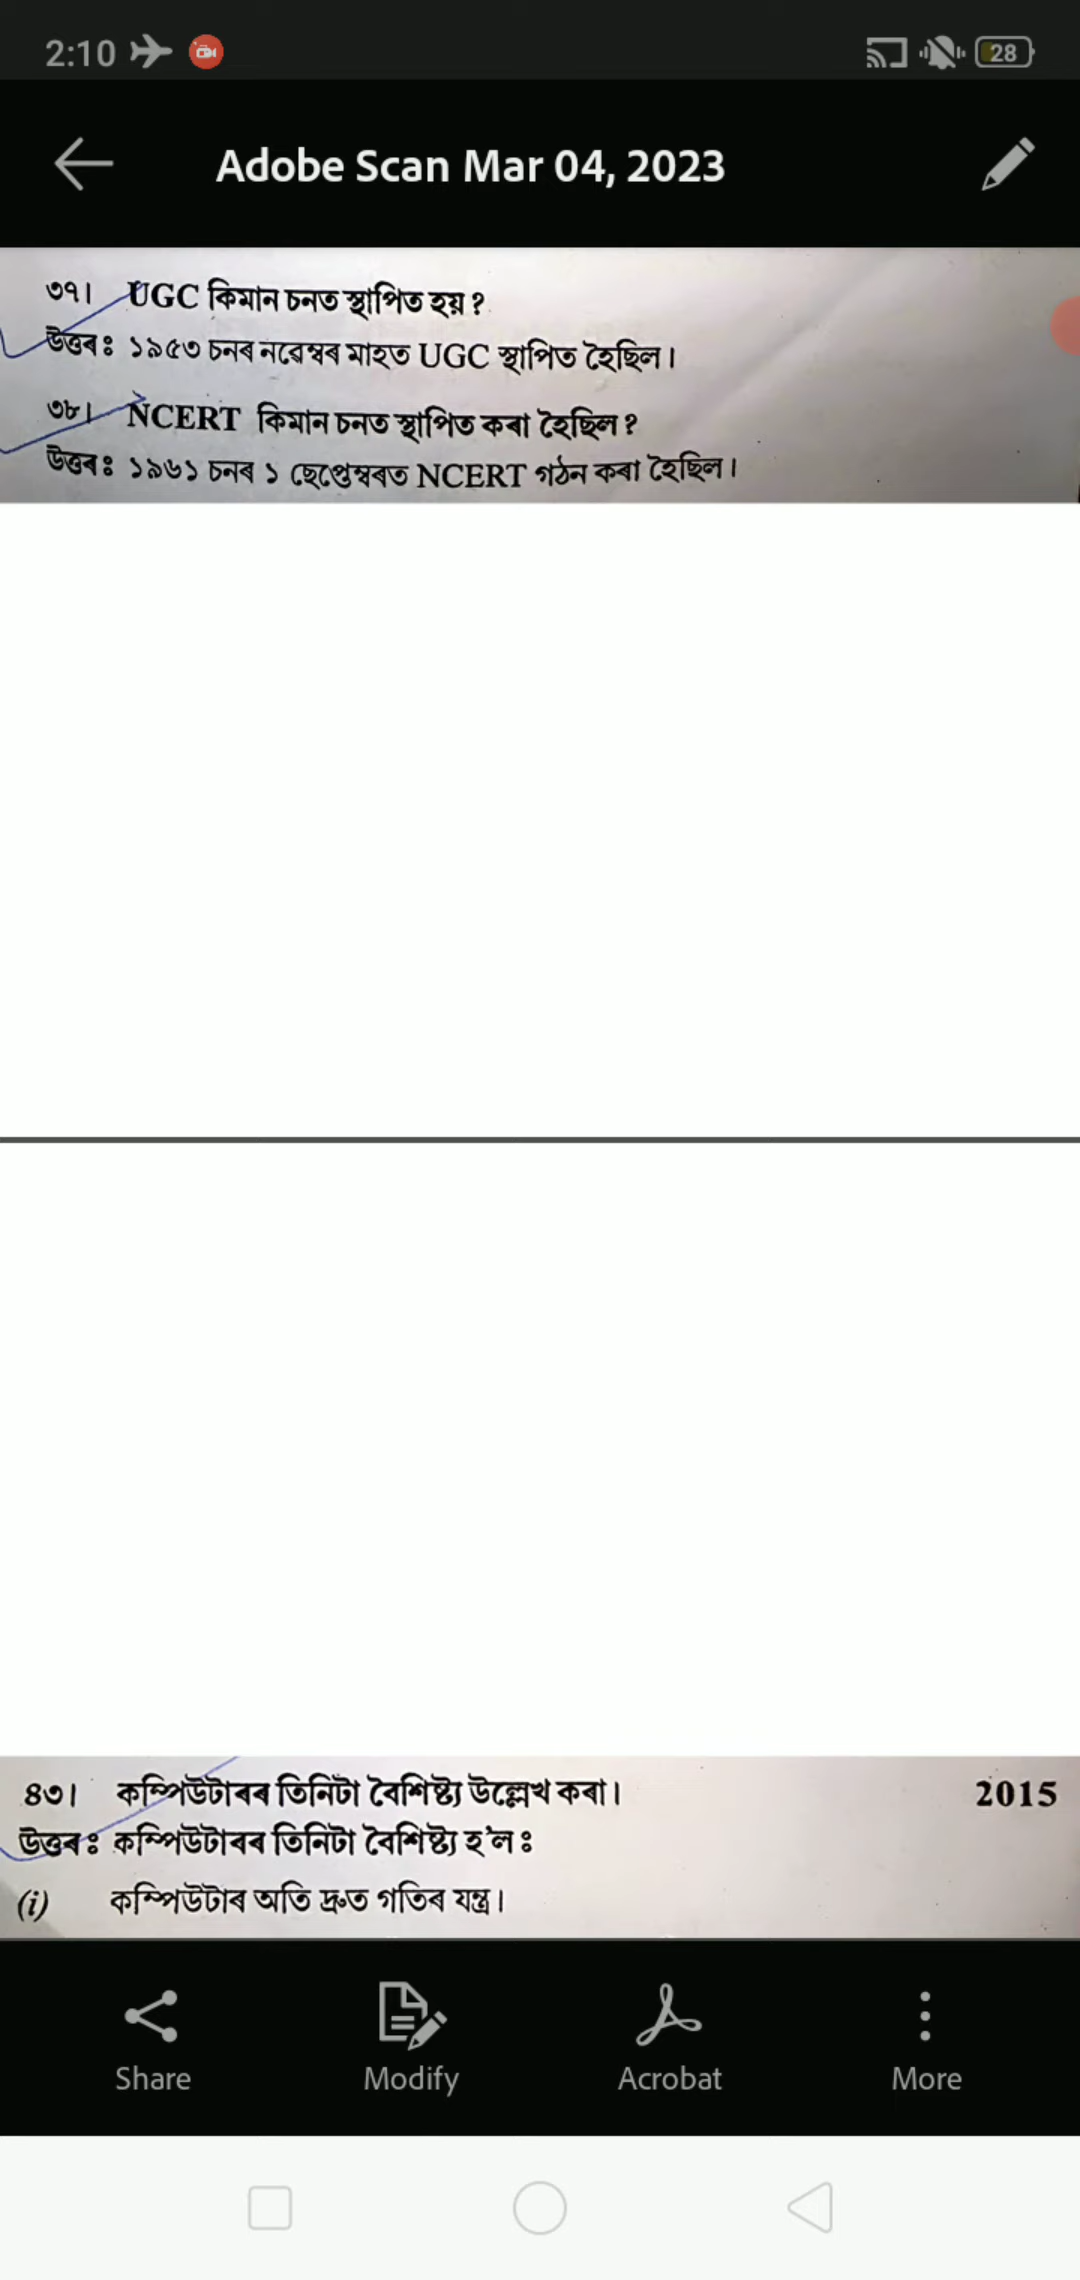 2:10
28
Adobe Scan Mar 04, 2023
৩৭। UGC কিমান চনত স্থাপিত হয় ?
উত্তৰঃ ১৯৫৩ চনৰ নৱেম্বৰ মাহত UGC স্থাপিত হৈছিল।
৩৮। NCERT কিমান চনত স্থাপিত কৰা হৈছিল ?
উত্তৰঃ ১৯৬১ চনৰ ১ ছেপ্তেম্বৰত NCERT গঠন কৰা হৈছিল।
৪৩। কম্পিউটাৰৰ তিনিটা বৈশিষ্ট্য উল্লেখ কৰা। 2015
উত্তৰঃ কম্পিউটাৰৰ তিনিটা বৈশিষ্ট্য হ'লঃ
(i) কম্পিউটাৰ অতি দ্ৰুত গতিৰ যন্ত্ৰ।
Share Modify Acrobat More